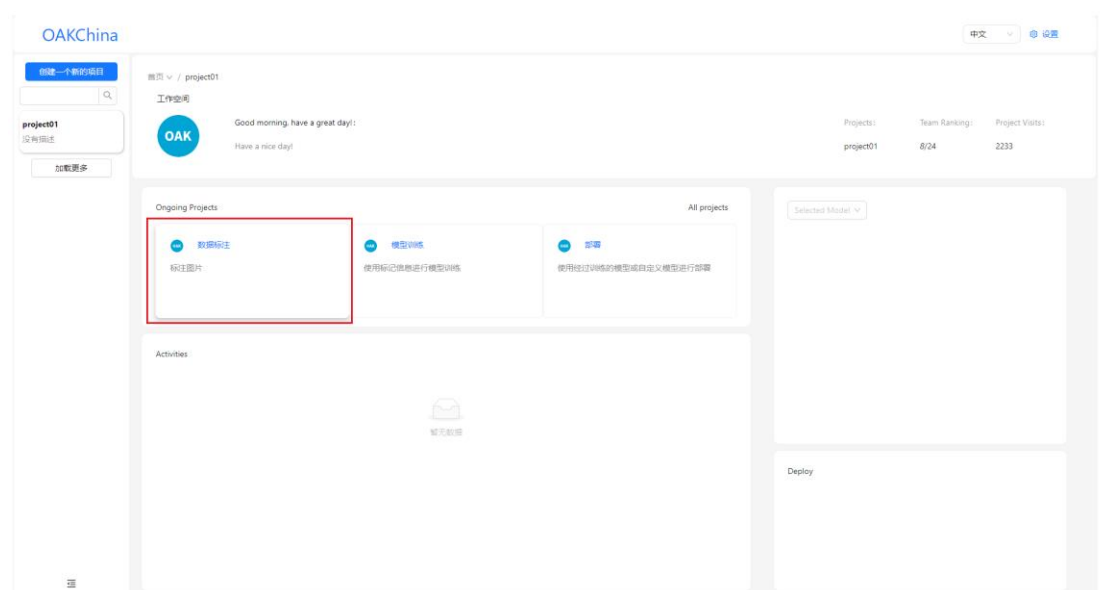 OAKChina
中文
设置
创建一个新的项目
project01
没有描述
加载更多
首页 / project01
工作空间
OAK
Good morning, have a great day!:
Have a nice day!
Projects:
project01
Team Ranking:
8/24
Project Visits:
2233
Ongoing Projects
All projects
数据标注
标注图片
模型训练
使用标记信息进行模型训练
部署
使用经过训练的模型或自定义模型进行部署
Activities
暂无数据
Selected Model
Deploy